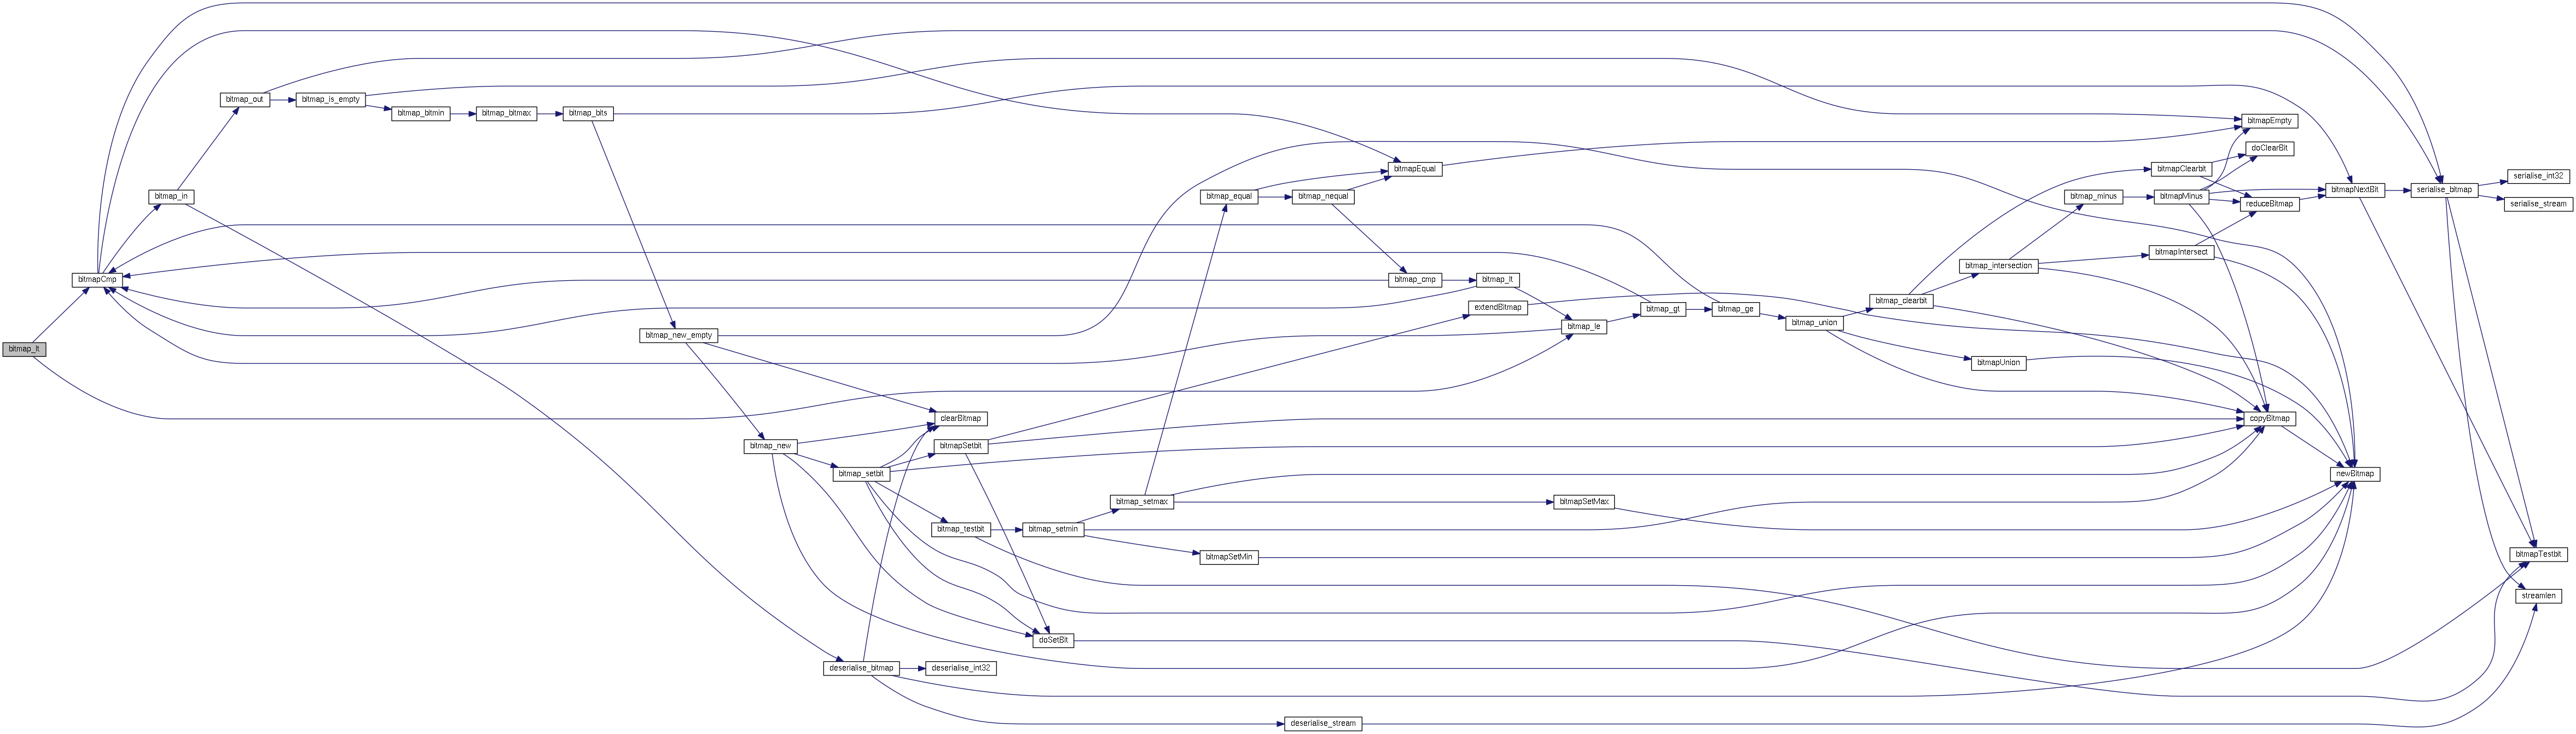 bitmap_lt
bitmapCmp
bitmap_in
bitmap_out
bitmap_is_empty
bitmap_bitmin
bitmap_bitmax
bitmap_bits
bitmap_new_empty
bitmap_new
bitmap_setbit
deserialise_bitmap
clearBitmap
bitmapSetbit
bitmap_testbit
deserialise_int32
doSetBit
bitmap_setmin
bitmap_setmax
bitmap_equal
bitmapSetMin
deserialise_stream
bitmap_nequal
bitmapEqual
bitmap_cmp
bitmap_lt
extendBitmap
bitmapSetMax
bitmap_le
bitmap_gt
bitmap_ge
bitmap_union
bitmap_clearbit
bitmap_intersection
bitmapUnion
bitmap_minus
bitmapClearbit
bitmapMinus
bitmapIntersect
bitmapEmpty
doClearBit
reduceBitmap
copyBitmap
bitmapNextBit
newBitmap
serialise_bitmap
serialise_int32
serialise_stream
bitmapTestbit
streamlen